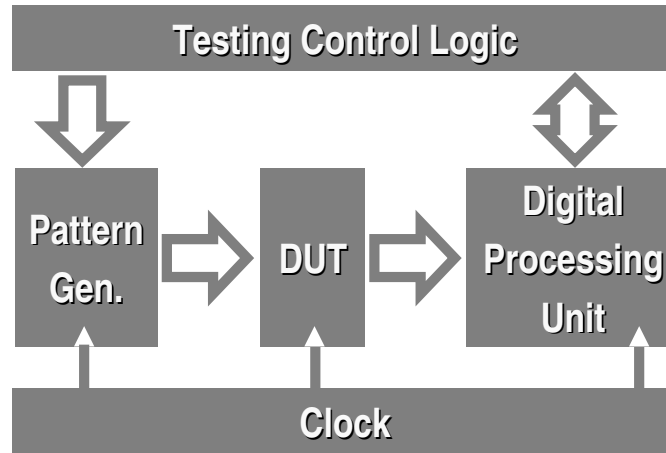 Testing Control Logic
Pattern
Gen.
DUT
Digital
Processing
Unit
Clock